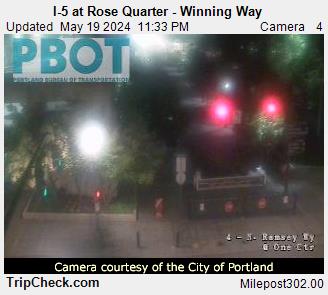 I-5 at Rose Quarter - Winning Way
Updated May 19 2024 11:33 PM Camera 4
PBOT
PORTLAND BUREAU OF TRANSPORTATION
4 - N. Ramsey Wy
@ One Ctr
Camera courtesy of the City of Portland
TripCheck.com Milepost302.00